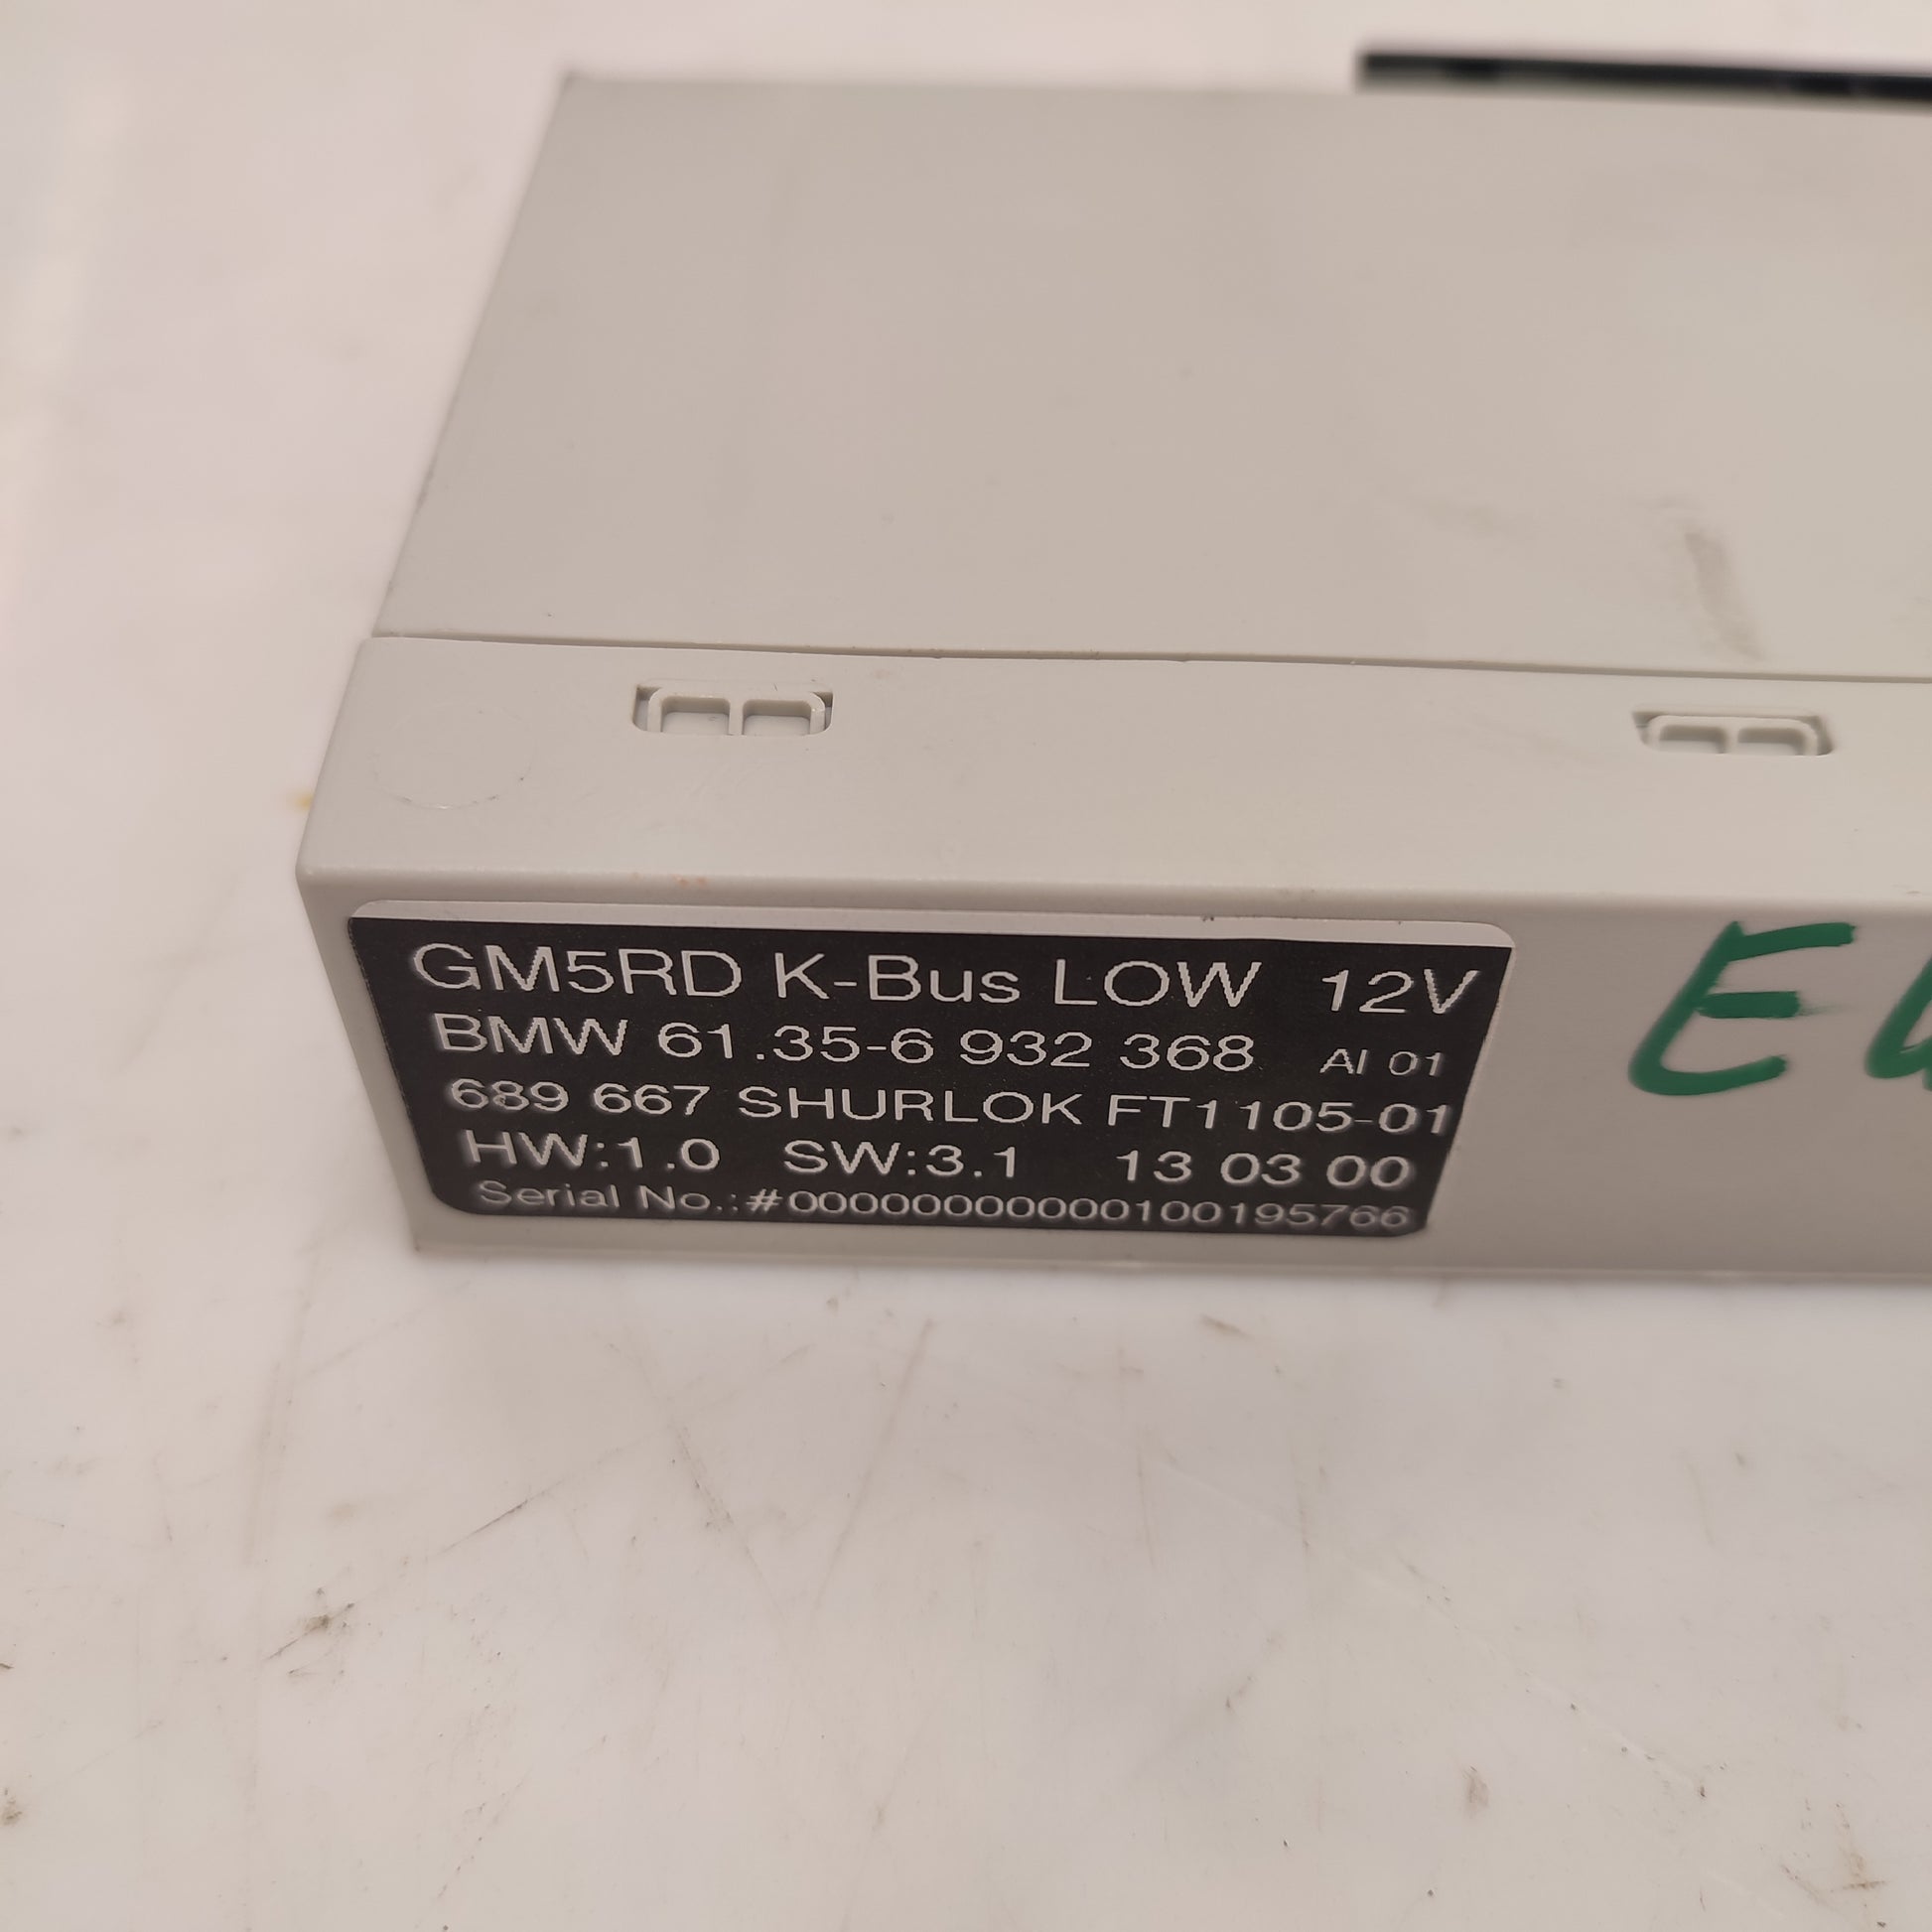 GM5RD K-Bus LOW 12V
BMW 61.35-6 932 368 AI 01
689 667 SHURLOK FT1105-01
HW:1.0 SW:3.1 13 03 00
Serial No.:#00000000000100195766